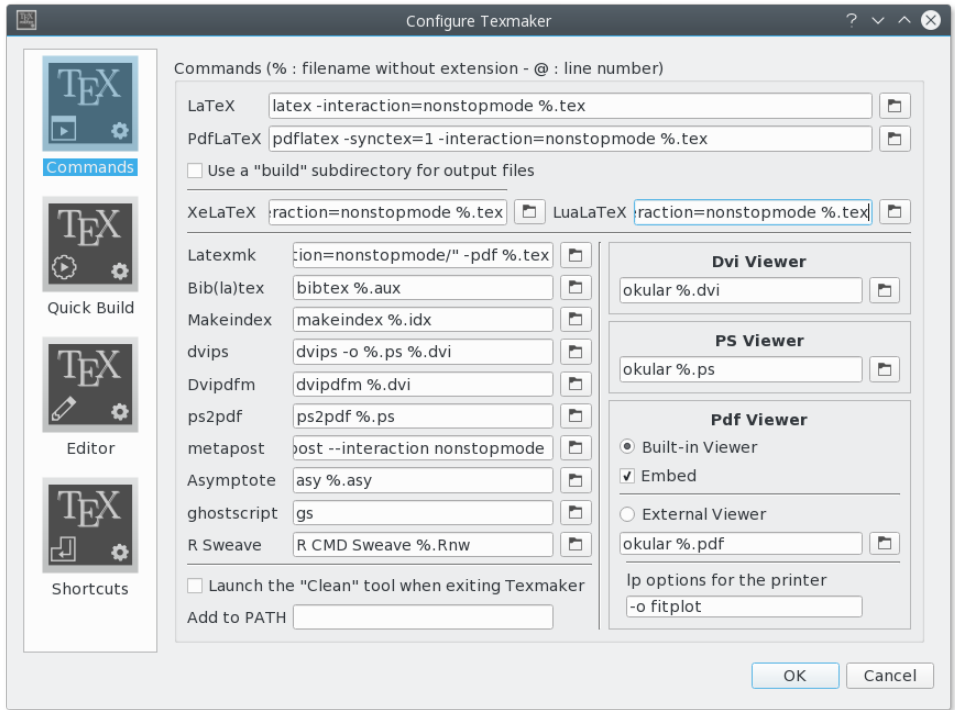 Configure Texmaker
Commands (% : filename without extension - @ : line number)
TEX
Commands
TEX
Quick Build
TEX
Editor
TEX
Shortcuts
LaTeX latex -interaction=nonstopmode %.tex
PdfLaTeX pdflatex -synctex=1 -interaction=nonstopmode %.tex
Use a "build" subdirectory for output files
XeLaTeX eraction=nonstopmode %.tex LuaLaTeX eraction=nonstopmode %.tex
Latexmk tion=nonstopmode/" -pdf %.tex
Bib(la)tex bibtex %.aux
Makeindex makeindex %.idx
dvips dvips -o %.ps %.dvi
Dvipdfm dvipdfm %.dvi
ps2pdf ps2pdf %.ps
metapost post --interaction nonstopmode
Asymptote asy %.asy
ghostscript gs
R Sweave R CMD Sweave %.Rnw
Launch the "Clean" tool when exiting Texmaker
Add to PATH
Dvi Viewer
okular %.dvi
PS Viewer
okular %.ps
Pdf Viewer
Built-in Viewer
Embed
External Viewer
okular %.pdf
lp options for the printer
-o fitplot
OK Cancel